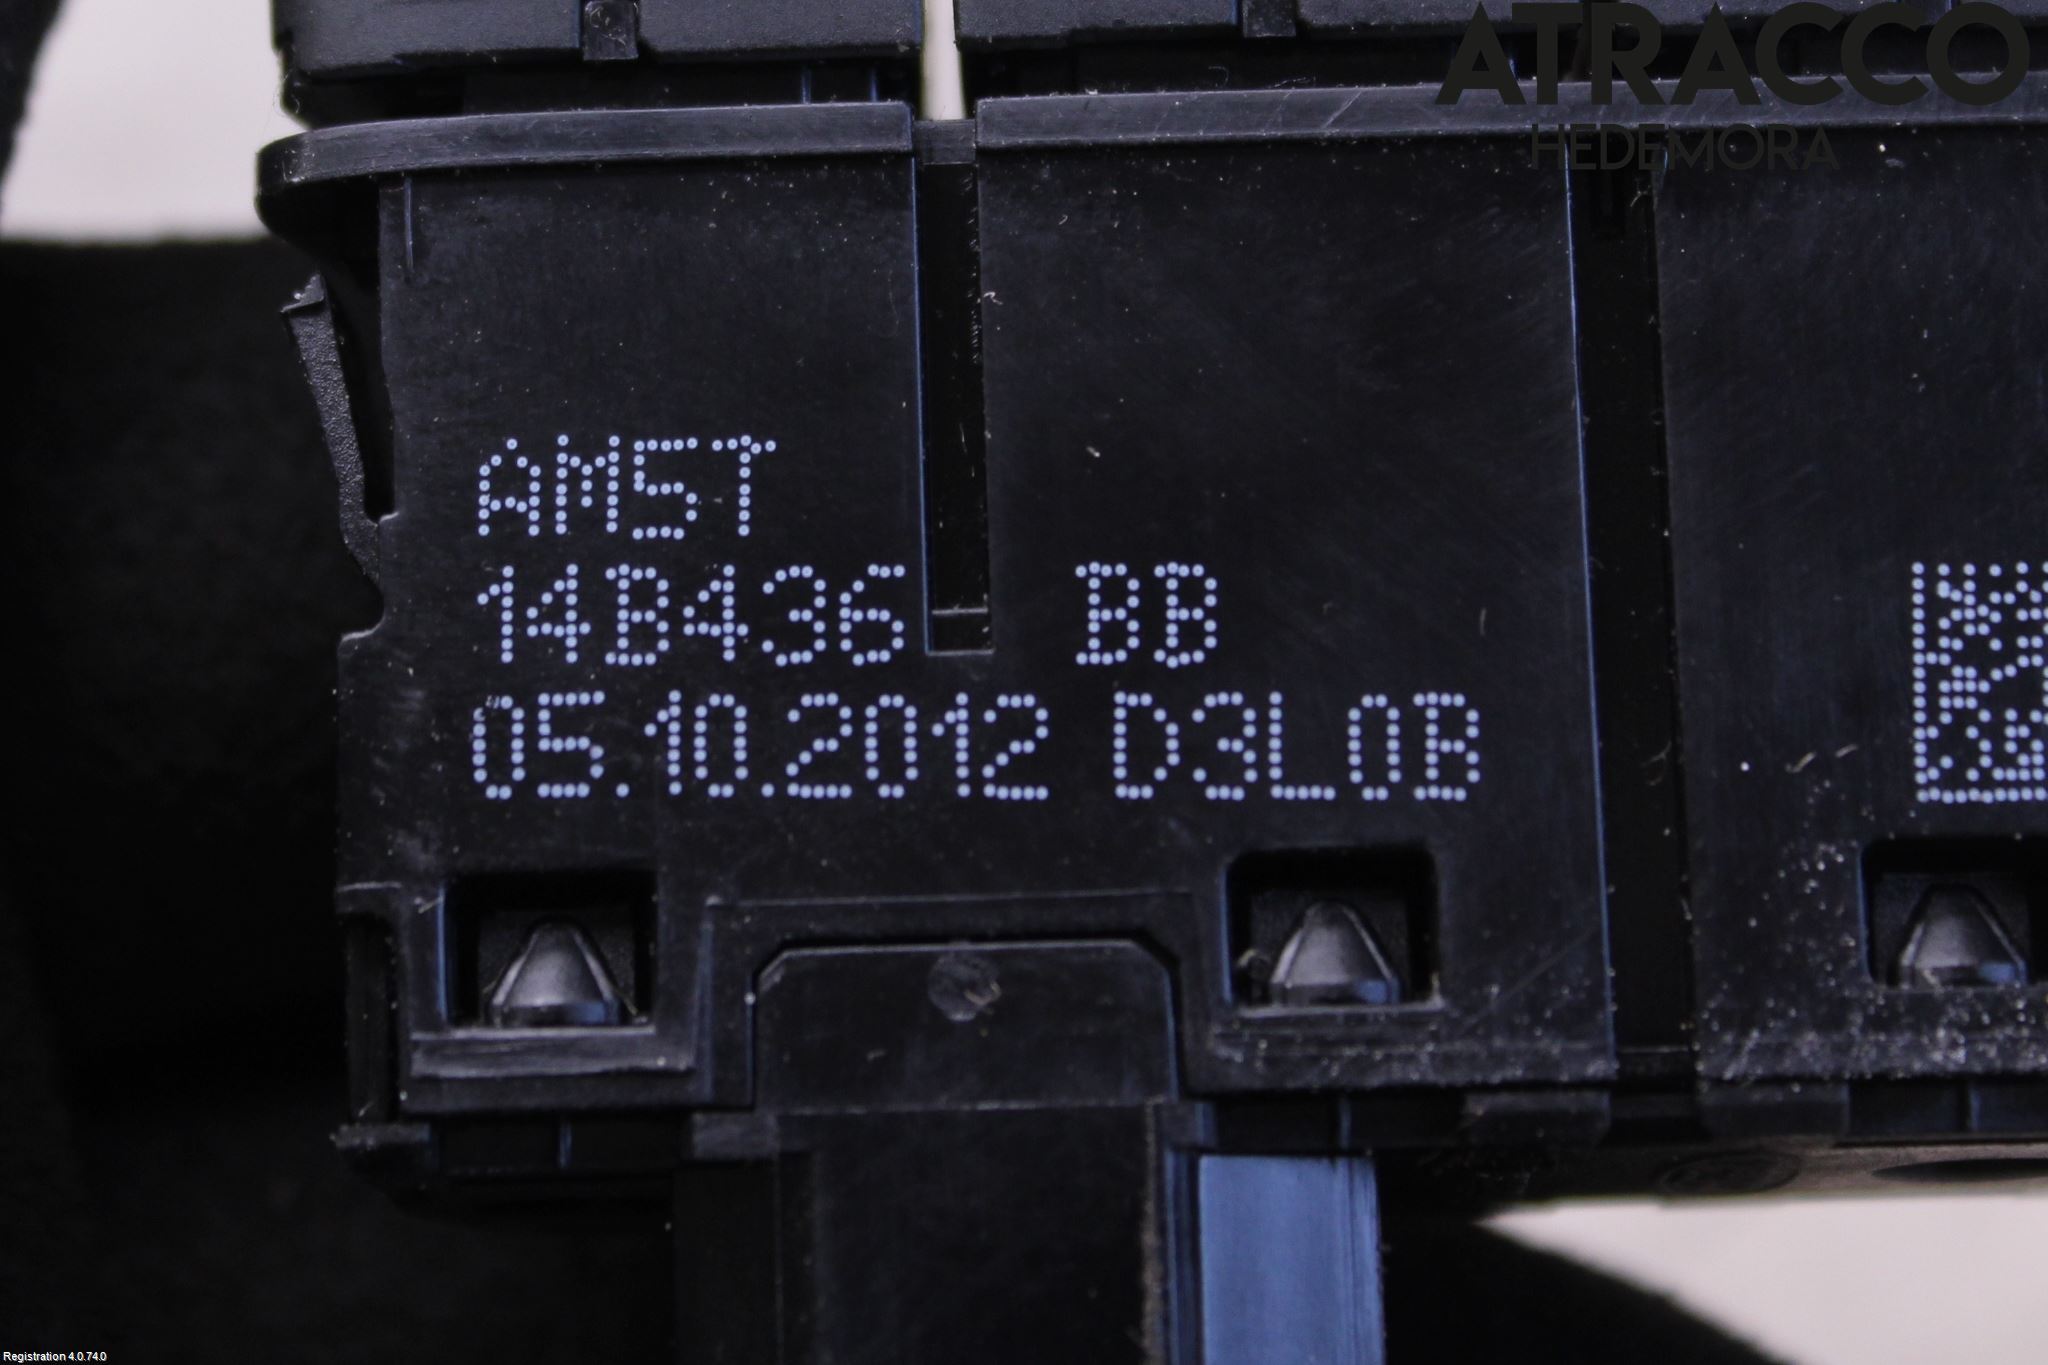 ATRACCO
HEDEMORA
AM5T
14B436 BB
05.10.2012 D3L0B
Registration 4.0.74.0